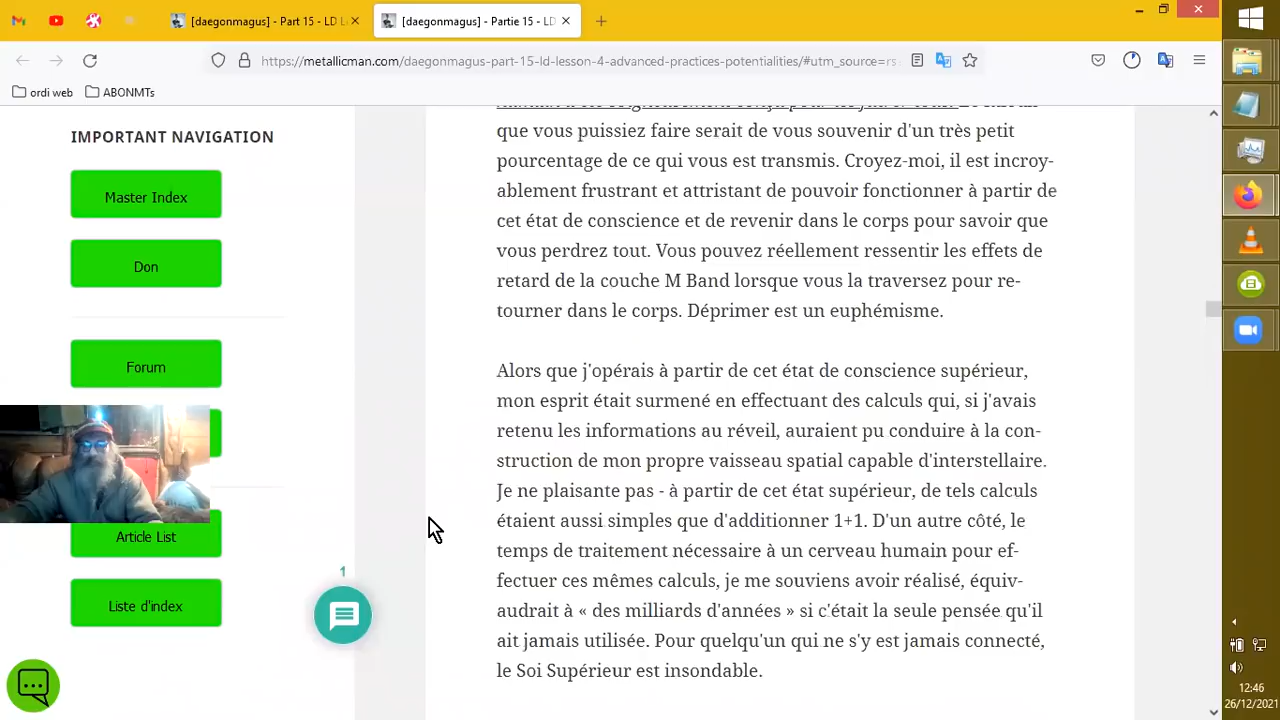 [daegonmagus] - Part 15 - LD L
[daegonmagus] - Partie 15 - LD
https://metallicman.com/daegonmagus-part-15-ld-lesson-4-advanced-practices-potentialities/#utm_source=rs
ordi web
ABONMTs
IMPORTANT NAVIGATION
Master Index
Don
Forum
Article List
Liste d'index
1
que vous puissiez faire serait de vous souvenir d'un très petit
pourcentage de ce qui vous est transmis. Croyez-moi, il est incroy-
ablement frustrant et attristant de pouvoir fonctionner à partir de
cet état de conscience et de revenir dans le corps pour savoir que
vous perdrez tout. Vous pouvez réellement ressentir les effets de
retard de la couche M Band lorsque vous la traversez pour re-
tourner dans le corps. Déprimer est un euphémisme.
Alors que j'opérais à partir de cet état de conscience supérieur,
mon esprit était surmené en effectuant des calculs qui, si j'avais
retenu les informations au réveil, auraient pu conduire à la con-
struction de mon propre vaisseau spatial capable d'interstellaire.
Je ne plaisante pas - à partir de cet état supérieur, de tels calculs
étaient aussi simples que d'additionner 1+1. D'un autre côté, le
temps de traitement nécessaire à un cerveau humain pour ef-
fectuer ces mêmes calculs, je me souviens avoir réalisé, équiv-
audrait à « des milliards d'années » si c'était la seule pensée qu'il
ait jamais utilisée. Pour quelqu'un qui ne s'y est jamais connecté,
le Soi Supérieur est insondable.
12:46
26/12/2021